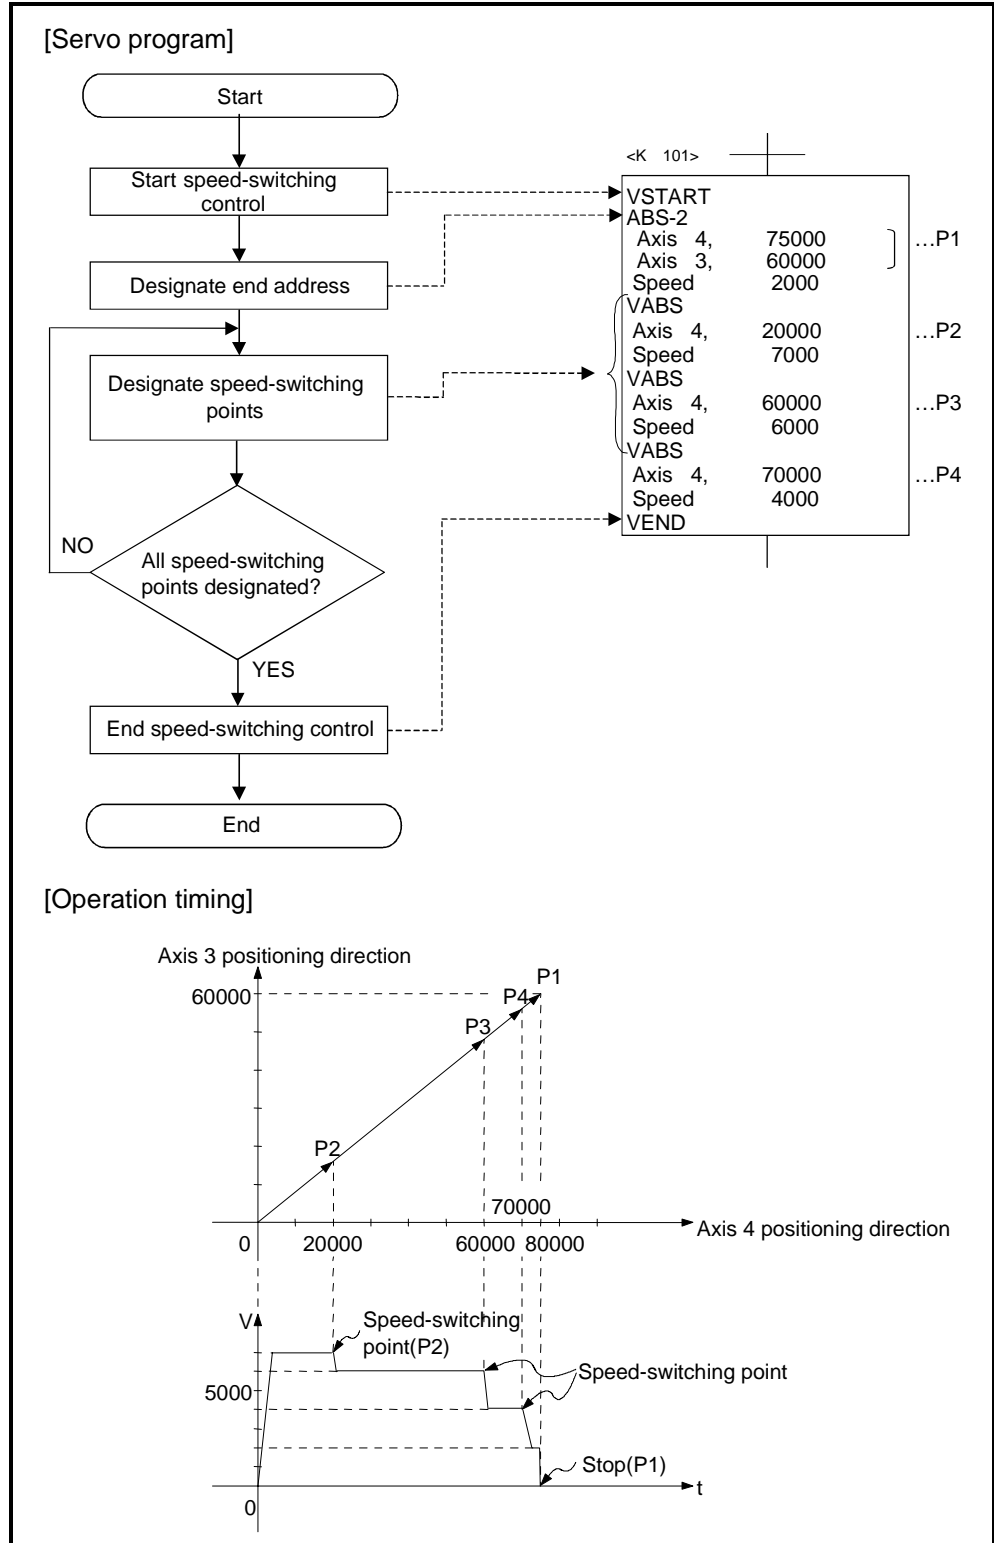 [Servo program]
Start
Start speed-switching
control
Designate end address
Designate speed-switching
points
NO
All speed-switching
points designated?
YES
End speed-switching control
End
<K 101>
VSTART
ABS-2
Axis 4, 75000 …P1
Axis 3, 60000
Speed 2000
VABS
Axis 4, 20000 …P2
Speed 7000
VABS
Axis 4, 60000 …P3
Speed 6000
VABS
Axis 4, 70000 …P4
Speed 4000
VEND
[Operation timing]
Axis 3 positioning direction
60000
P1
P4
P3
P2
70000
0 20000 60000 80000
Axis 4 positioning direction
V
Speed-switching
point(P2)
Speed-switching point
5000
Stop(P1)
t
0